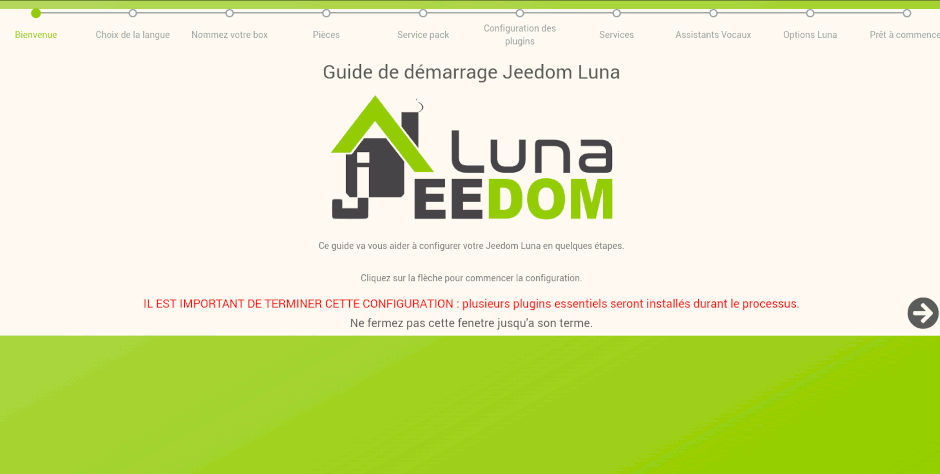 Bienvenue
Choix de la langue
Nommez votre box
Pièces
Service pack
Configuration des
plugins
Services
Assistants Vocaux
Options Luna
Prêt à commence
Guide de démarrage Jeedom Luna
Luna
JEEDOM
Ce guide va vous aider à configurer votre Jeedom Luna en quelques étapes.
Cliquez sur la flèche pour commencer la configuration.
IL EST IMPORTANT DE TERMINER CETTE CONFIGURATION : plusieurs plugins essentiels seront installés durant le processus.
Ne fermez pas cette fenetre jusqu'a son terme.